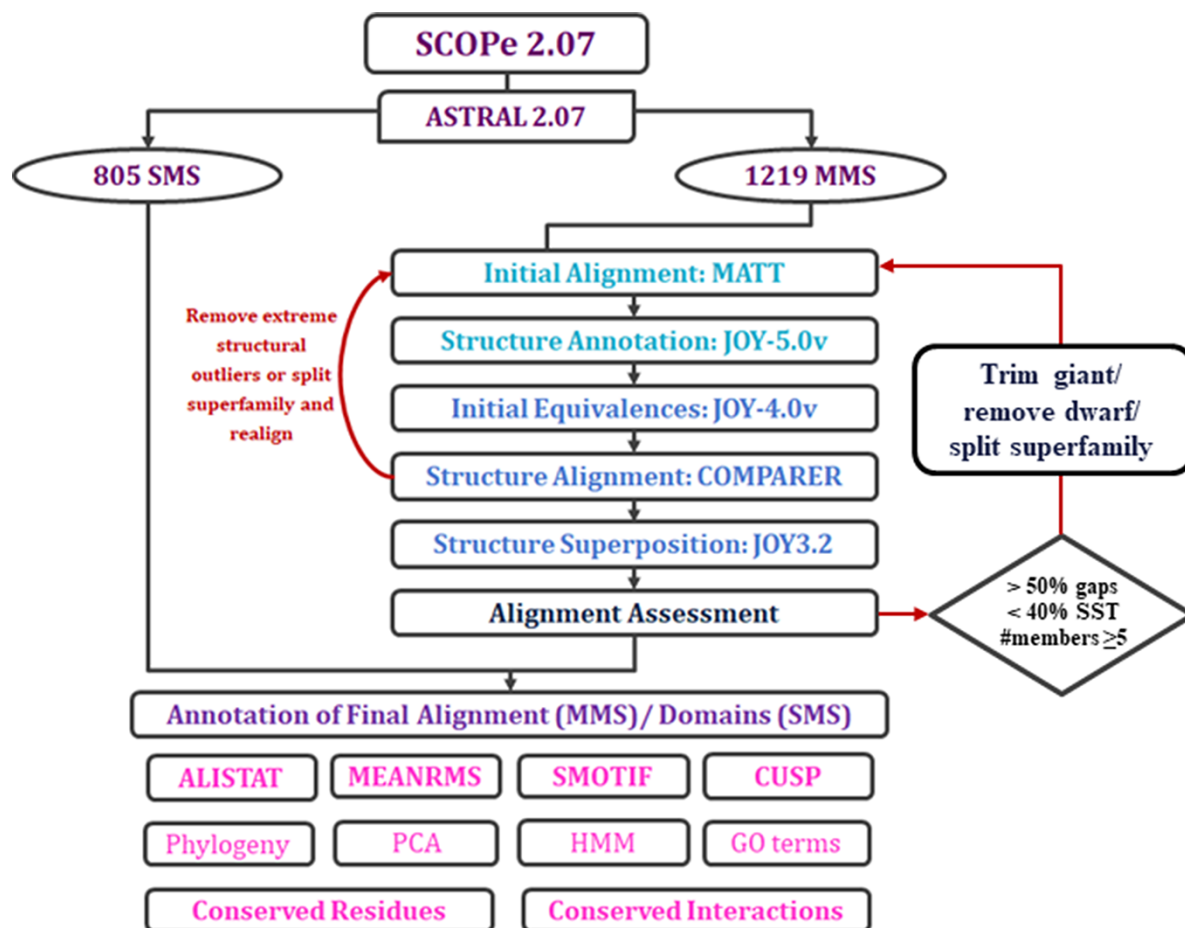 SCOPe 2.07
ASTRAL 2.07
805 SMS
1219 MMS
Initial Alignment: MATT
Remove extreme
structural
outliers or split
superfamily and
realign
Structure Annotation: JOY-5.0v
Initial Equivalences: JOY-4.0v
Structure Alignment: COMPARER
Structure Superposition: JOY3.2
Alignment Assessment
Trim giant/
remove dwarf/
split superfamily
> 50% gaps
< 40% SST
#members ≥5
Annotation of Final Alignment (MMS)/ Domains (SMS)
ALISTAT
MEANRMS
SMOTIF
CUSP
Phylogeny
PCA
HMM
GO terms
Conserved Residues
Conserved Interactions